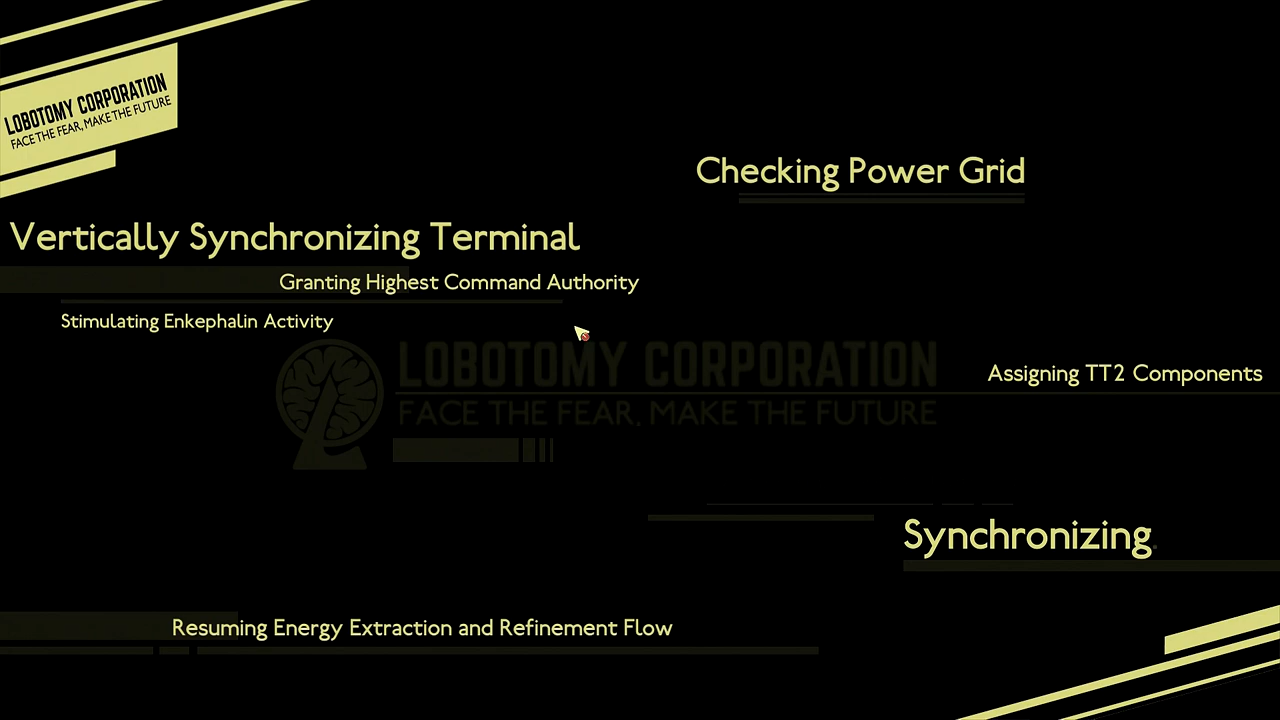 LOBOTOMY CORPORATION
FACE THE FEAR, MAKE THE FUTURE
Checking Power Grid
Vertically Synchronizing Terminal
Granting Highest Command Authority
Stimulating Enkephalin Activity
LOBOTOMY CORPORATION
FACE THE FEAR, MAKE THE FUTURE
Assigning TT2 Components
Synchronizing.
Resuming Energy Extraction and Refinement Flow